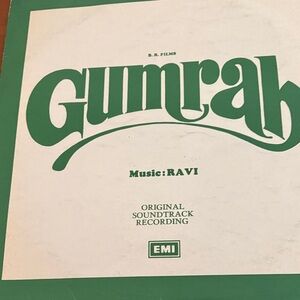 B. R. FILMS
Gumrah
Music: RAVI
ORIGINAL
SOUNDTRACK
RECORDING
EMI